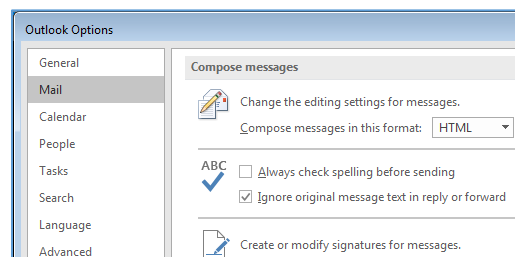 Outlook Options
General
Mail
Calendar
People
Tasks
Search
Language
Advanced
Compose messages
Change the editing settings for messages.
Compose messages in this format: HTML
ABC
Always check spelling before sending
Ignore original message text in reply or forward
Create or modify signatures for messages.